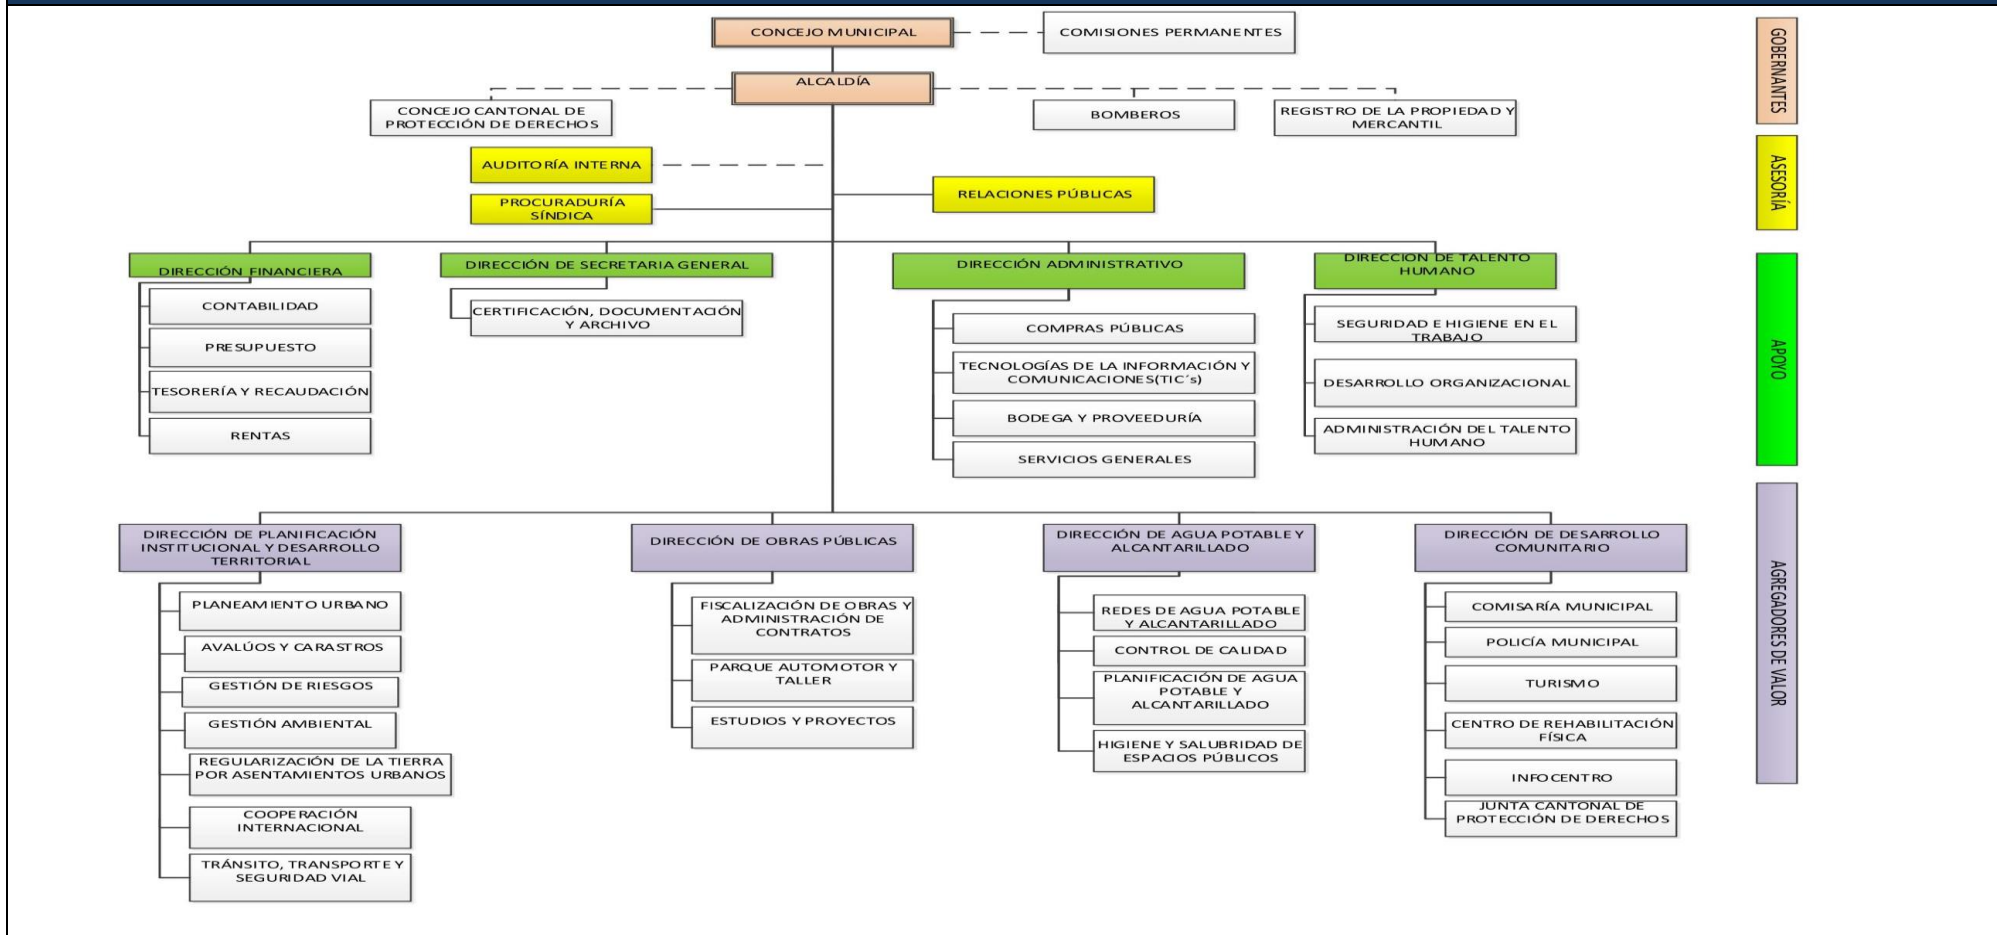 CONCEJO MUNICIPAL
COMISIONES PERMANENTES
GOBERNANTES
ALCALDÍA
CONCEJO CANTONAL DE
PROTECCIÓN DE DERECHOS
BOMBEROS
REGISTRO DE LA PROPIEDAD Y
MERCANTIL
ASESORÍA
AUDITORÍA INTERNA
RELACIONES PÚBLICAS
PROCURADURÍA
SÍNDICA
APOYO
DIRECCIÓN FINANCIERA
CONTABILIDAD
PRESUPUESTO
TESORERÍA Y RECAUDACIÓN
RENTAS
DIRECCIÓN DE SECRETARIA GENERAL
CERTIFICACIÓN, DOCUMENTACIÓN
Y ARCHIVO
DIRECCIÓN ADMINISTRATIVO
COMPRAS PÚBLICAS
TECNOLOGÍAS DE LA INFORMACIÓN Y
COMUNICACIONES(TIC´s)
BODEGA Y PROVEEDURÍA
SERVICIOS GENERALES
DIRECCION DE TALENTO
HUMANO
SEGURIDAD E HIGIENE EN EL
TRABAJO
DESARROLLO ORGANIZACIONAL
ADMINISTRACIÓN DEL TALENTO
HUMANO
AGREGADORES DE VALOR
DIRECCIÓN DE PLANIFICACIÓN
INSTITUCIONAL Y DESARROLLO
TERRITORIAL
PLANEAMIENTO URBANO
AVALÚOS Y CARASTROS
GESTIÓN DE RIESGOS
GESTIÓN AMBIENTAL
REGULARIZACIÓN DE LA TIERRA
POR ASENTAMIENTOS URBANOS
COOPERACIÓN
INTERNACIONAL
TRÁNSITO, TRANSPORTE Y
SEGURIDAD VIAL
DIRECCIÓN DE OBRAS PÚBLICAS
FISCALIZACIÓN DE OBRAS Y
ADMINISTRACIÓN DE
CONTRATOS
PARQUE AUTOMOTOR Y
TALLER
ESTUDIOS Y PROYECTOS
DIRECCIÓN DE AGUA POTABLE Y
ALCANTARILLADO
REDES DE AGUA POTABLE
Y ALCANTARILLADO
CONTROL DE CALIDAD
PLANIFICACIÓN DE AGUA
POTABLE Y
ALCANTARILLADO
HIGIENE Y SALUBRIDAD DE
ESPACIOS PÚBLICOS
DIRECCIÓN DE DESARROLLO
COMUNITARIO
COMISARÍA MUNICIPAL
POLICÍA MUNICIPAL
TURISMO
CENTRO DE REHABILITACIÓN
FÍSICA
INFOCENTRO
JUNTA CANTONAL DE
PROTECCIÓN DE DERECHOS